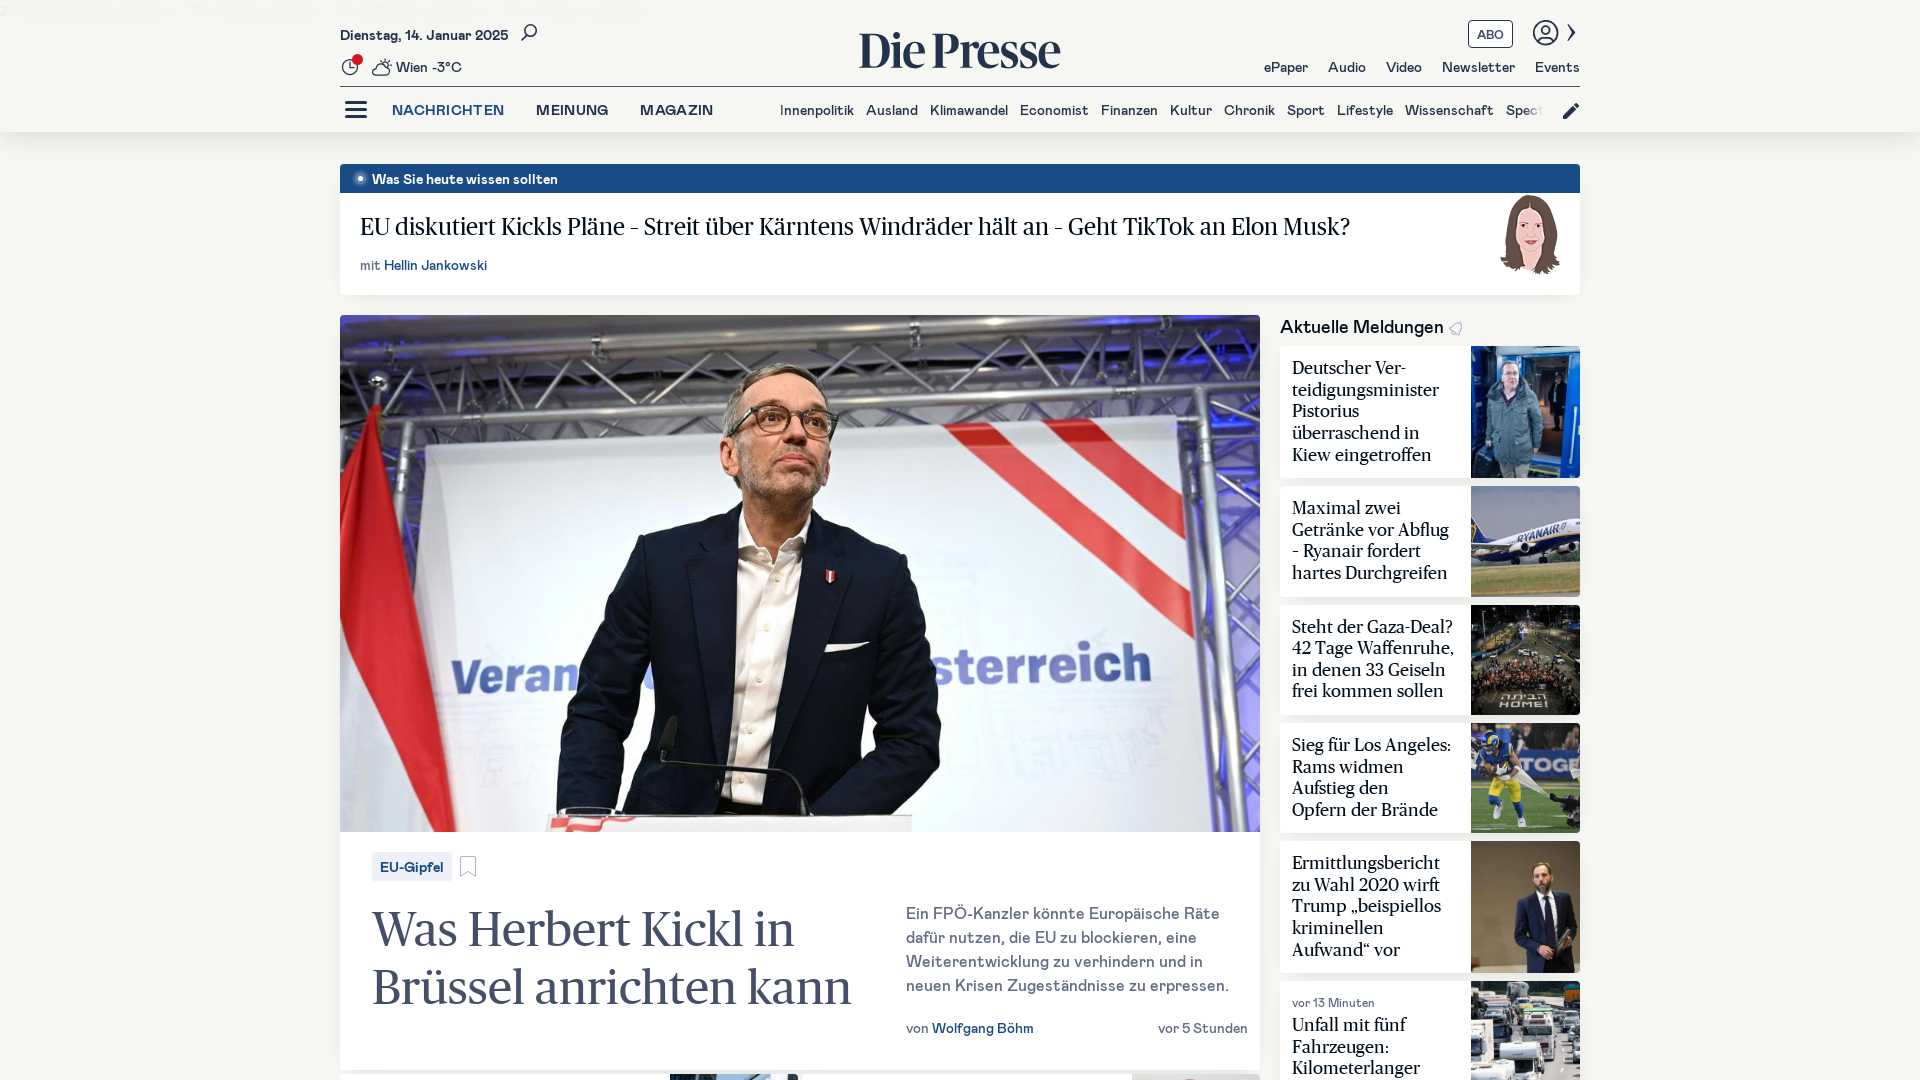 Dienstag, 14. Januar 2025
Wien -3°C
Die Presse
ABO
ePaper Audio Video Newsletter Events
NACHRICHTEN MEINUNG MAGAZIN
Innenpolitik Ausland Klimawandel Economist Finanzen Kultur Chronik Sport Lifestyle Wissenschaft Spect
Was Sie heute wissen sollten
EU diskutiert Kickls Pläne – Streit über Kärntens Windräder hält an – Geht TikTok an Elon Musk?
mit Hellin Jankowski
Veran sterreich
EU-Gipfel
Was Herbert Kickl in
Brüssel anrichten kann
Ein FPÖ-Kanzler könnte Europäische Räte
dafür nutzen, die EU zu blockieren, eine
Weiterentwicklung zu verhindern und in
neuen Krisen Zugeständnisse zu erpressen.
von Wolfgang Böhm
vor 5 Stunden
Aktuelle Meldungen
Deutscher Ver-
teidigungsminister
Pistorius
überraschend in
Kiew eingetroffen
Maximal zwei
Getränke vor Abflug
– Ryanair fordert
hartes Durchgreifen
RYANAIR
Steht der Gaza-Deal?
42 Tage Waffenruhe,
in denen 33 Geiseln
frei kommen sollen
הביתה
HOME!
Sieg für Los Angeles:
Rams widmen
Aufstieg den
Opfern der Brände
TOGE
Ermittlungsbericht
zu Wahl 2020 wirft
Trump „beispiellos
kriminellen
Aufwand“ vor
vor 13 Minuten
Unfall mit fünf
Fahrzeugen:
Kilometerlanger